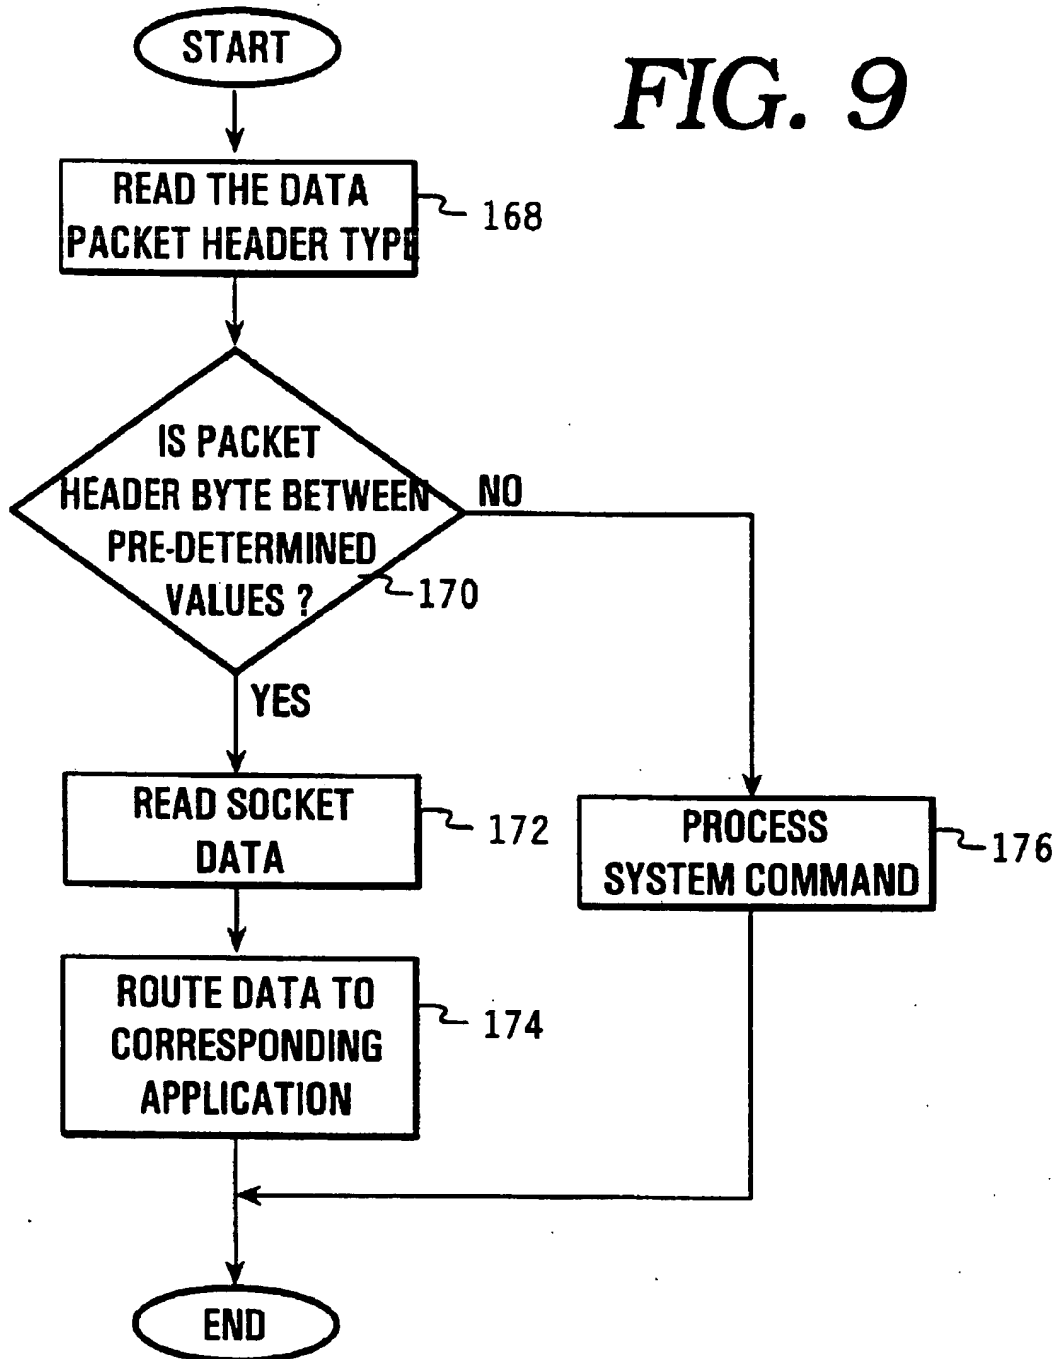 START
FIG. 9
READ THE DATA
PACKET HEADER TYPE
168
IS PACKET
HEADER BYTE BETWEEN
PRE-DETERMINED
VALUES ?
170
NO
YES
READ SOCKET
DATA
172
PROCESS
SYSTEM COMMAND
176
ROUTE DATA TO
CORRESPONDING
APPLICATION
174
END